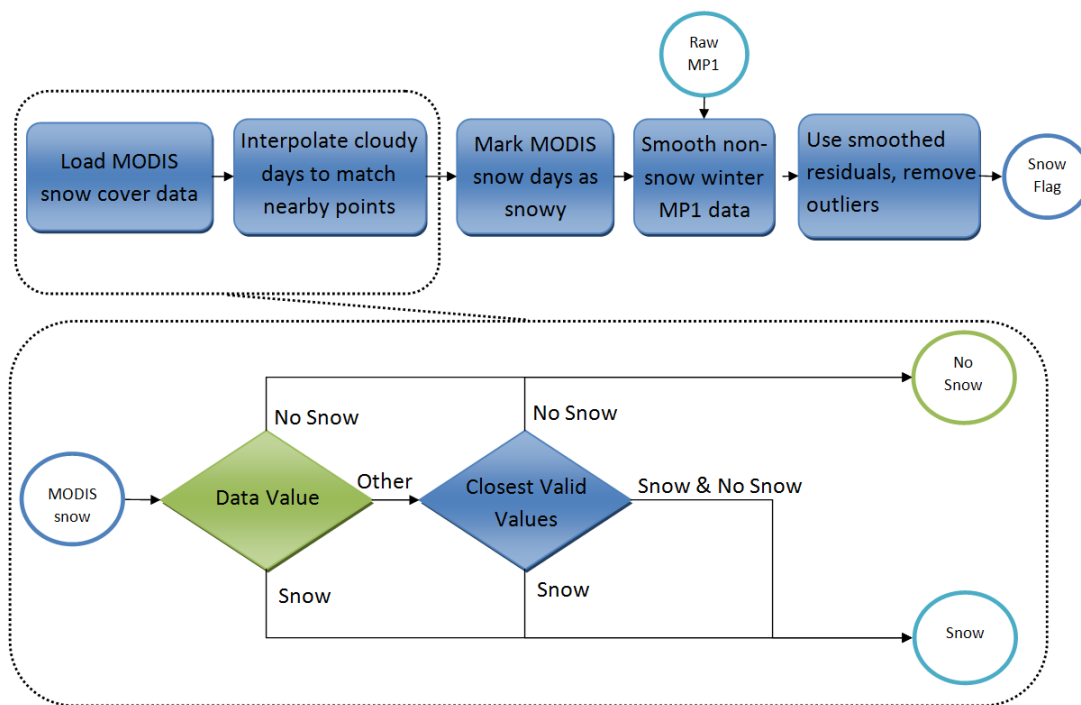 Raw
MP1
Load MODIS
snow cover data
Interpolate cloudy
days to match
nearby points
Mark MODIS
snow days as
snowy
Smooth non-
snow winter
MP1 data
Use smoothed
residuals, remove
outliers
Snow
Flag
No
Snow
No Snow
No Snow
MODIS
snow
Data Value
Other
Closest Valid
Values
Snow & No Snow
Snow
Snow
Snow